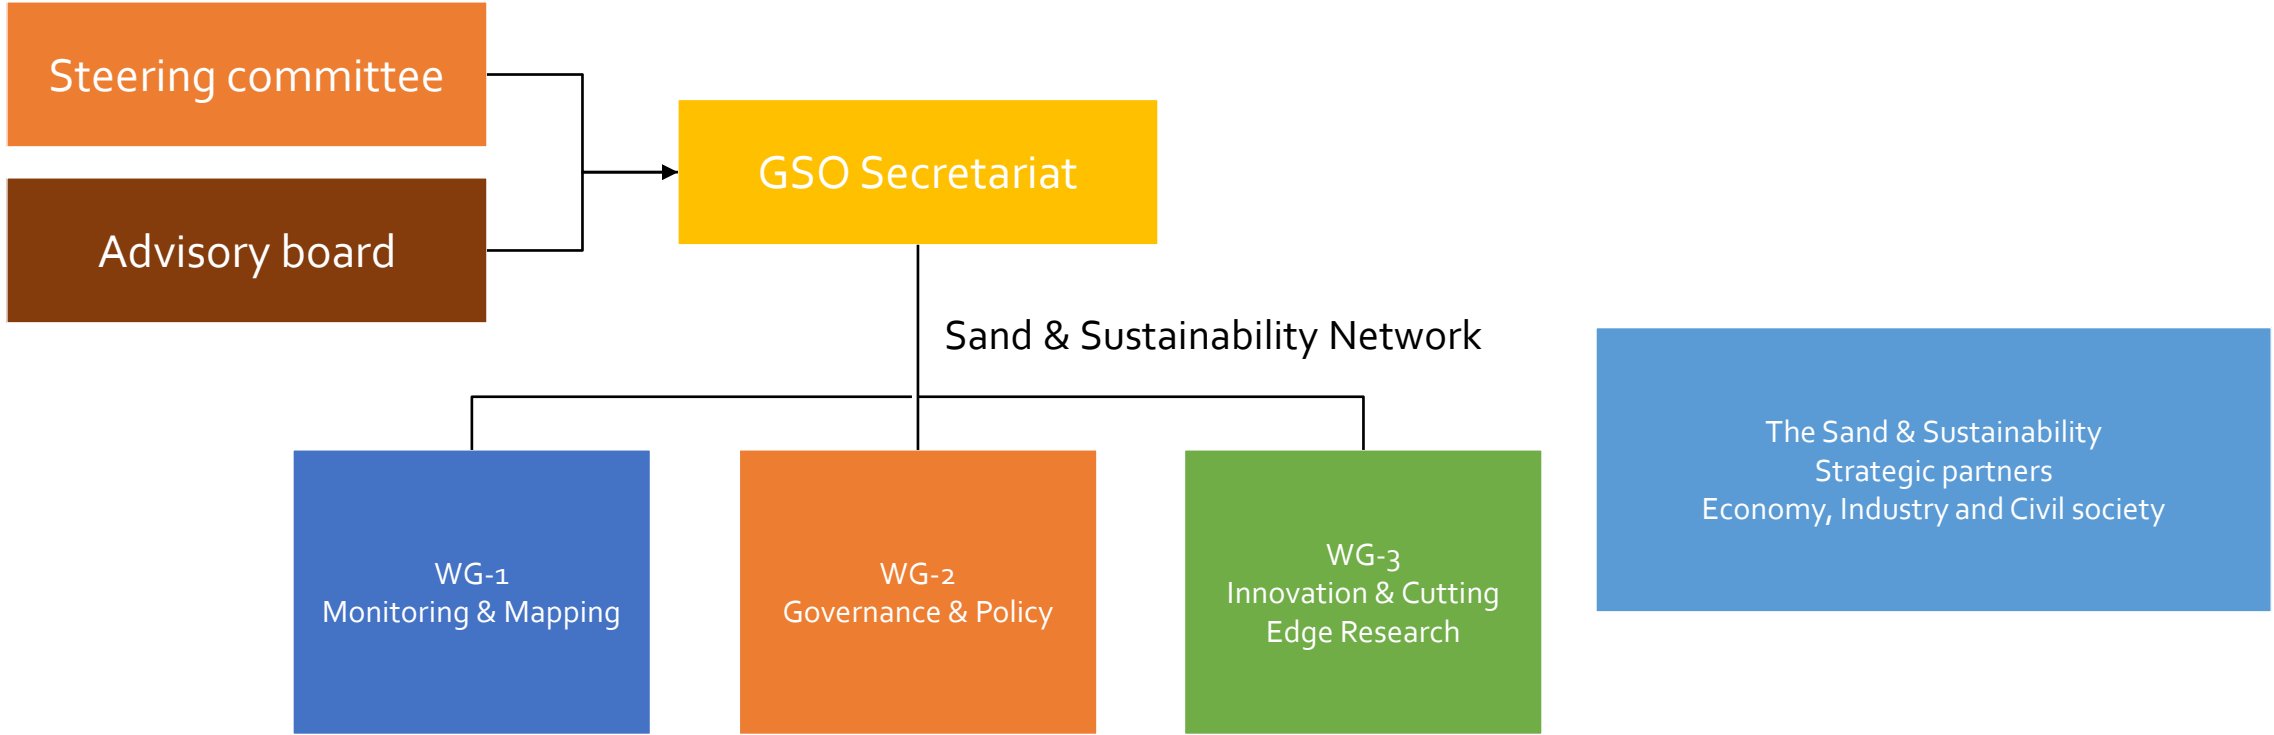 Steering committee
Advisory board
GSO Secretariat
Sand & Sustainability Network
WG-1
Monitoring & Mapping
WG-2
Governance & Policy
WG-3
Innovation & Cutting
Edge Research
The Sand & Sustainability
Strategic partners
Economy, Industry and Civil society